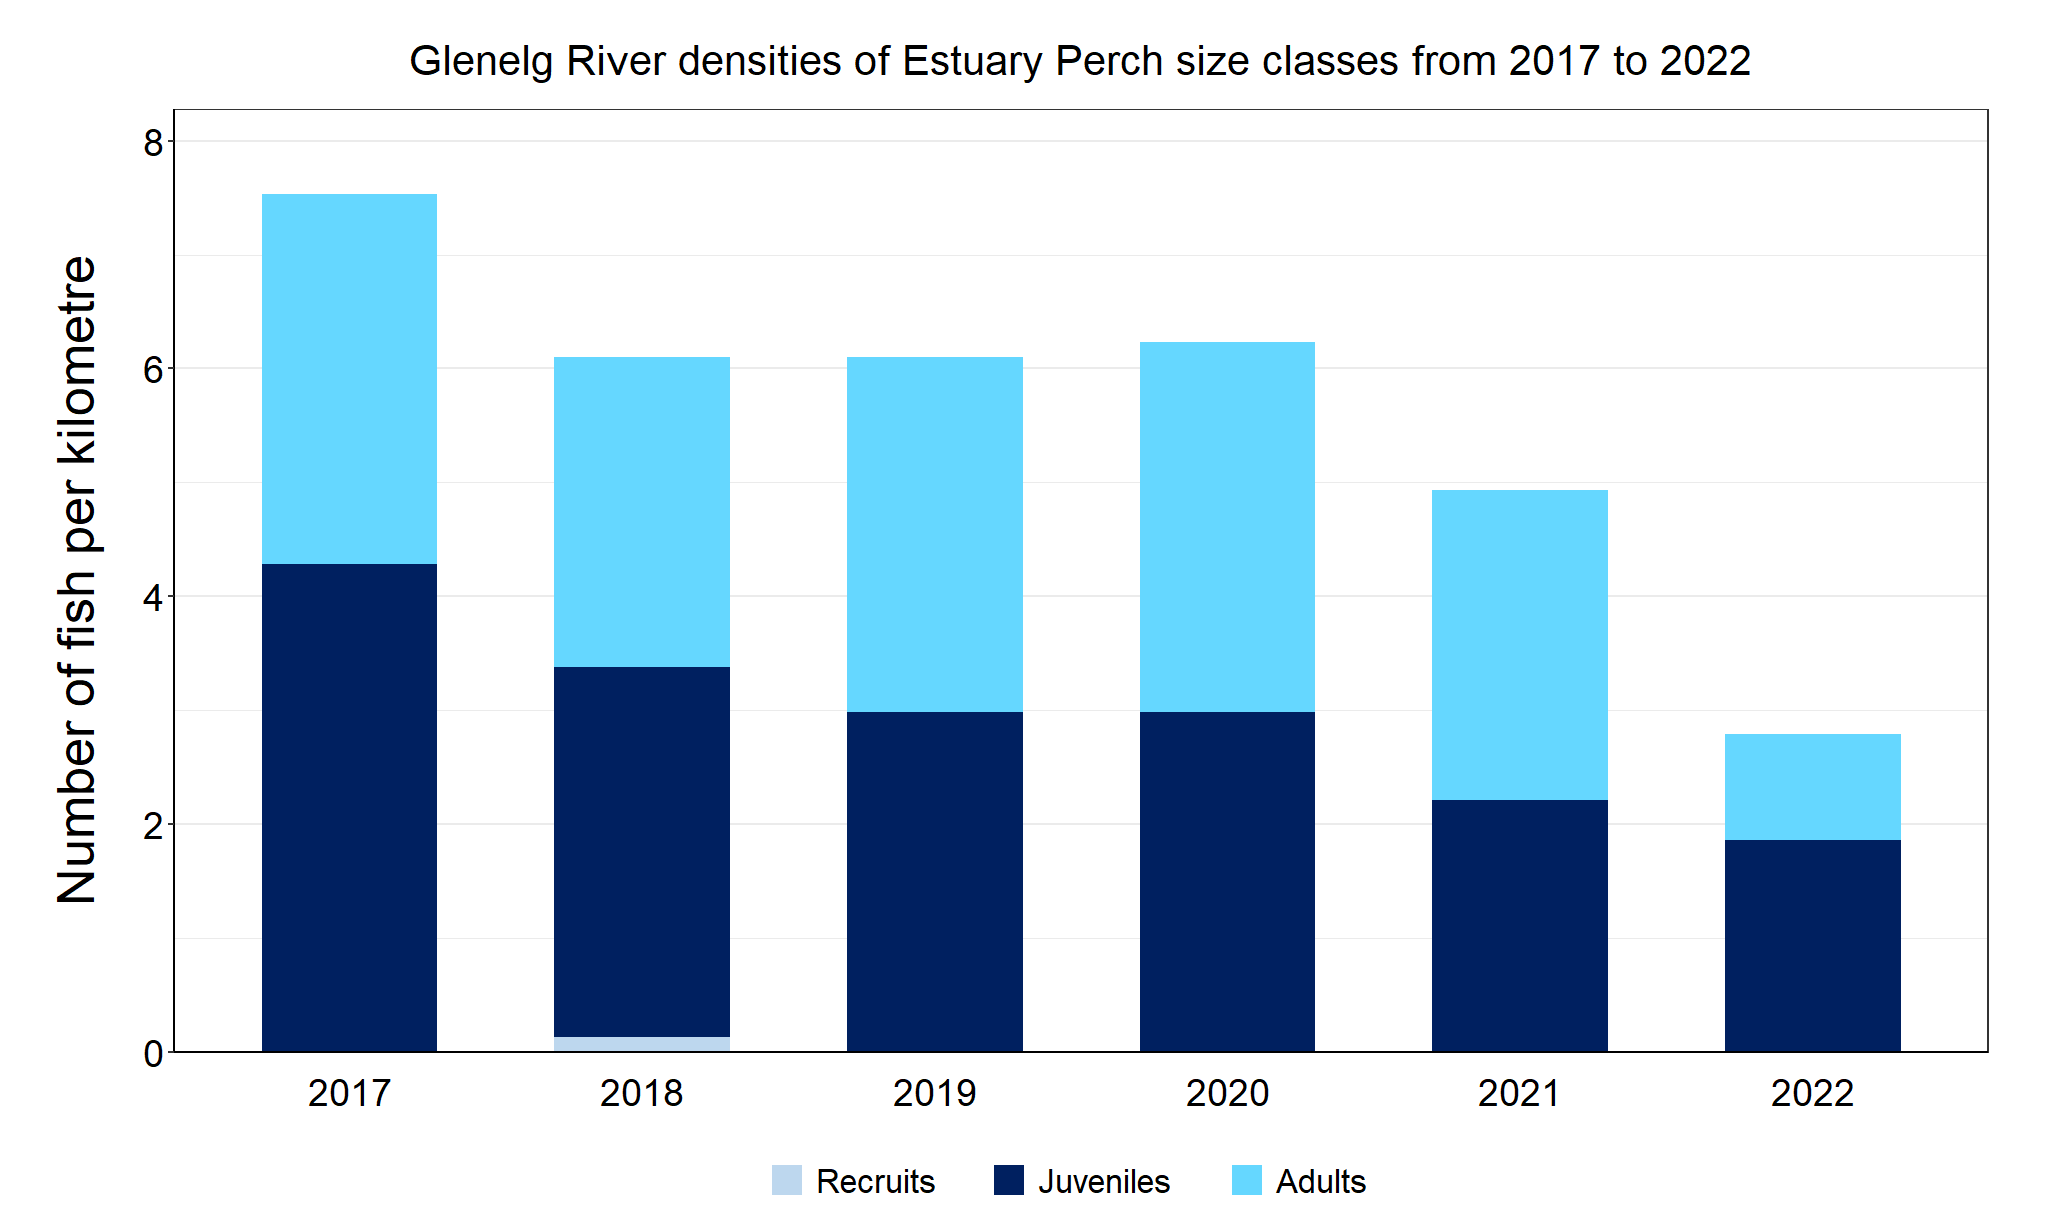 Glenelg River densities of Estuary Perch size classes from 2017 to 2022
Number of fish per kilometre
8
6
4
2
0
2017 2018 2019 2020 2021 2022
Recruits Juveniles Adults